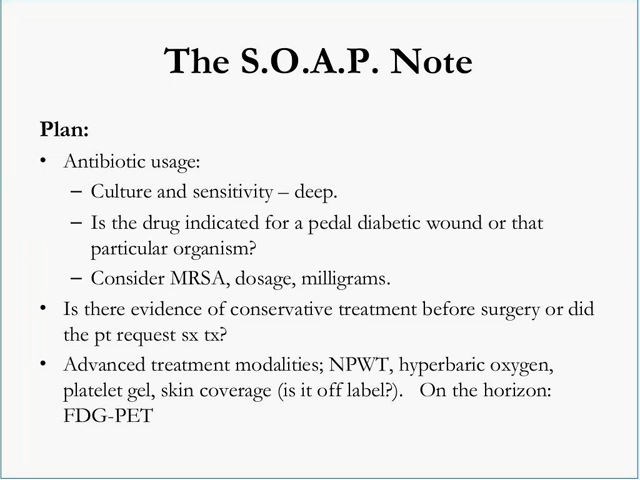 The S.O.A.P. Note
Plan:
• Antibiotic usage:
– Culture and sensitivity – deep.
– Is the drug indicated for a pedal diabetic wound or that
particular organism?
– Consider MRSA, dosage, milligrams.
• Is there evidence of conservative treatment before surgery or did
the pt request sx tx?
• Advanced treatment modalities; NPWT, hyperbaric oxygen,
platelet gel, skin coverage (is it off label?).   On the horizon:
FDG-PET